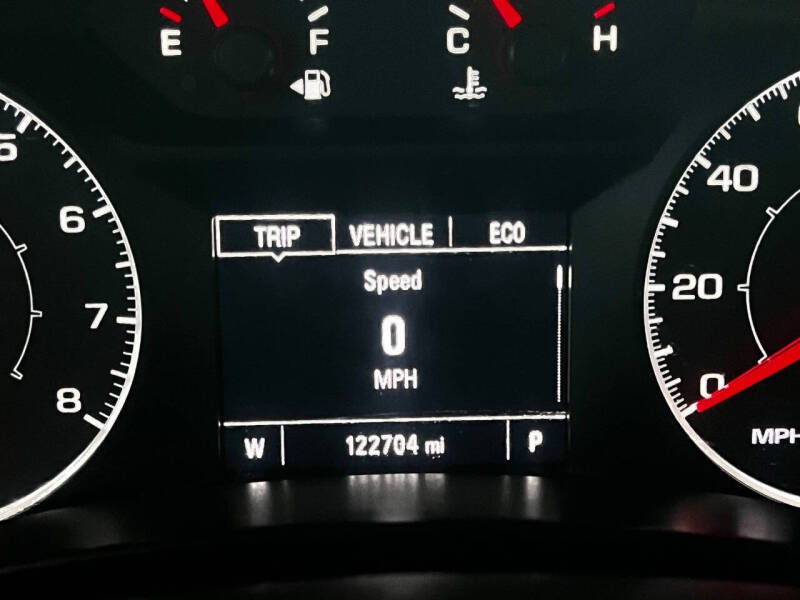 E F C H
5
6
7
8
TRIP VEHICLE ECO
Speed
0
MPH
W 122704 mi P
40
20
0
MPH